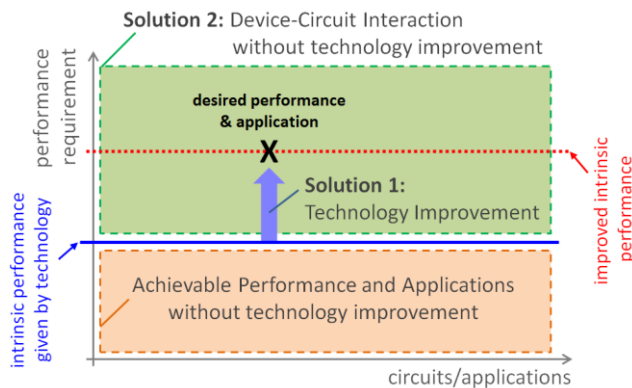 Solution 2: Device-Circuit Interaction
without technology improvement
performance
requirement
desired performance
& application
X
Solution 1:
Technology Improvement
intrinsic performance
given by technology
improved intrinsic
performance
Achievable Performance and Applications
without technology improvement
circuits/applications